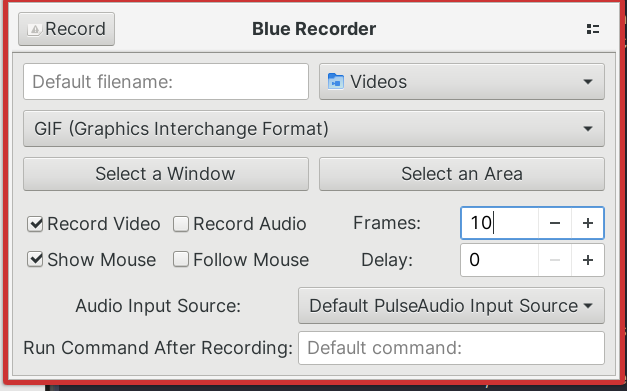 Record
Blue Recorder
Default filename:
Videos
GIF (Graphics Interchange Format)
Select a Window
Select an Area
Record Video
Record Audio
Frames:
10
Show Mouse
Follow Mouse
Delay:
0
Audio Input Source:
Default PulseAudio Input Source
Run Command After Recording:
Default command: